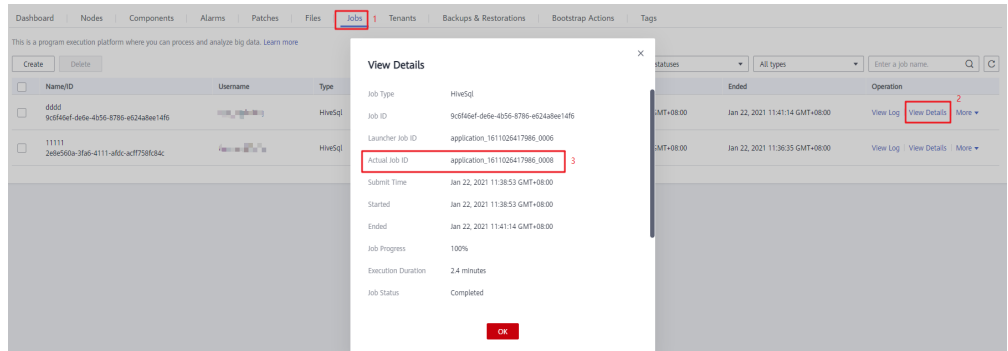 Dashboard Nodes Components Alarms Patches Files Jobs 1 Tenants Backups & Restorations Bootstrap Actions Tags
This is a program execution platform where you can process and analyze big data. Learn more
Create Delete statuses All types Enter a job name.
Name/ID Username Type Ended Operation
2
dddd
9c6f46ef-de6e-4b56-8786-e624a8ee14f6 HiveSql GMT+08:00 Jan 22, 2021 11:41:14 GMT+08:00 View Log View Details More
11111
2e8e560a-3fa6-4111-afdc-acff758fc84c HiveSql GMT+08:00 Jan 22, 2021 11:36:35 GMT+08:00 View Log View Details More
View Details
Job Type HiveSql
Job ID 9c6f46ef-de6e-4b56-8786-e624a8ee14f6
Launcher Job ID application_1611026417986_0006
Actual Job ID application_1611026417986_0008 3
Submit Time Jan 22, 2021 11:38:53 GMT+08:00
Started Jan 22, 2021 11:38:53 GMT+08:00
Ended Jan 22, 2021 11:41:14 GMT+08:00
Job Progress 100%
Execution Duration 2.4 minutes
Job Status Completed
OK